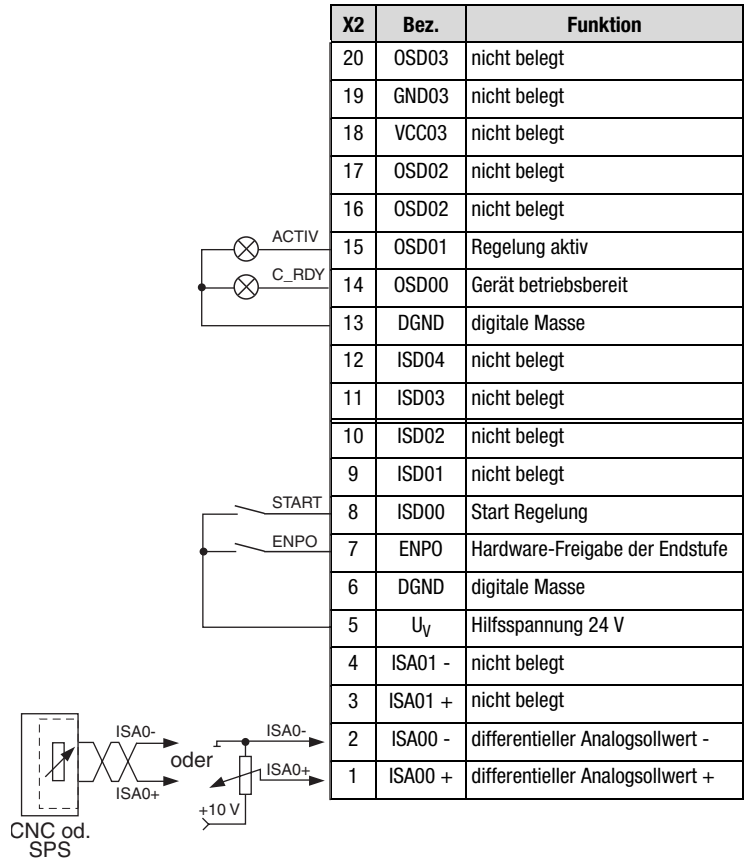 X2 Bez. Funktion
20 OSD03 nicht belegt
19 GND03 nicht belegt
18 VCC03 nicht belegt
17 OSD02 nicht belegt
16 OSD02 nicht belegt
ACTIV 15 OSD01 Regelung aktiv
C_RDY 14 OSD00 Gerät betriebsbereit
13 DGND digitale Masse
12 ISD04 nicht belegt
11 ISD03 nicht belegt
10 ISD02 nicht belegt
9 ISD01 nicht belegt
START 8 ISD00 Start Regelung
ENPO 7 ENPO Hardware-Freigabe der Endstufe
6 DGND digitale Masse
5 UV Hilfsspannung 24 V
4 ISA01 - nicht belegt
3 ISA01 + nicht belegt
ISA0- oder ISA0- 2 ISA00 - differentieller Analogsollwert -
ISA0+ ISA0+ 1 ISA00 + differentieller Analogsollwert +
+10 V
CNC od.
SPS